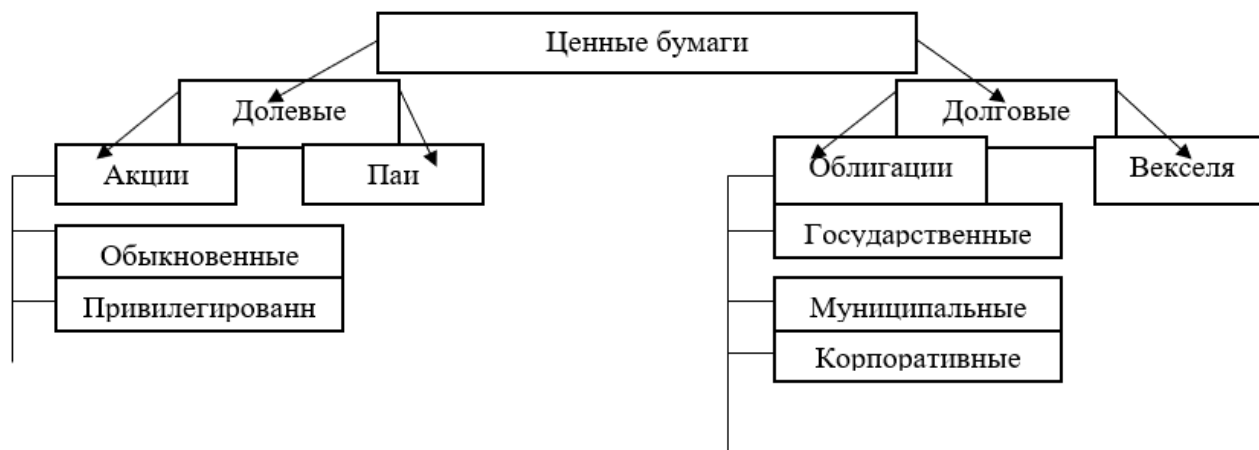 Ценные бумаги
Долевые
Долговые
Акции
Паи
Облигации
Векселя
Обыкновенные
Привилегированн
Государственные
Муниципальные
Корпоративные